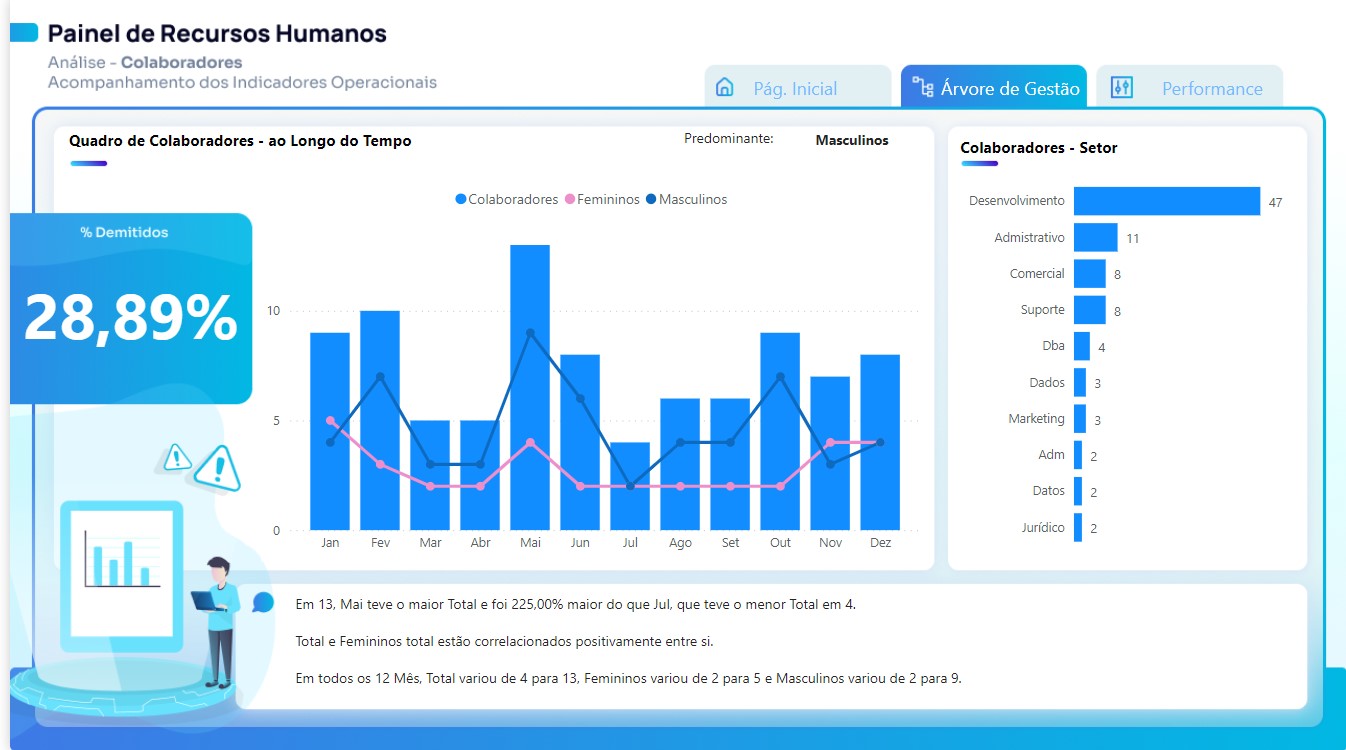 Painel de Recursos Humanos
Análise - Colaboradores
Acompanhamento dos Indicadores Operacionais
Pág. Inicial
Árvore de Gestão
Performance
Quadro de Colaboradores - ao Longo do Tempo
Predominante:
Masculinos
Colaboradores Femininos Masculinos
% Demitidos
28,89%
10
5
0
Jan Fev Mar Abr Mai Jun Jul Ago Set Out Nov Dez
Colaboradores - Setor
Desenvolvimento 47
Admistrativo 11
Comercial 8
Suporte 8
Dba 4
Dados 3
Marketing 3
Adm 2
Datos 2
Jurídico 2
Em 13, Mai teve o maior Total e foi 225,00% maior do que Jul, que teve o menor Total em 4.
Total e Femininos total estão correlacionados positivamente entre si.
Em todos os 12 Mês, Total variou de 4 para 13, Femininos variou de 2 para 5 e Masculinos variou de 2 para 9.